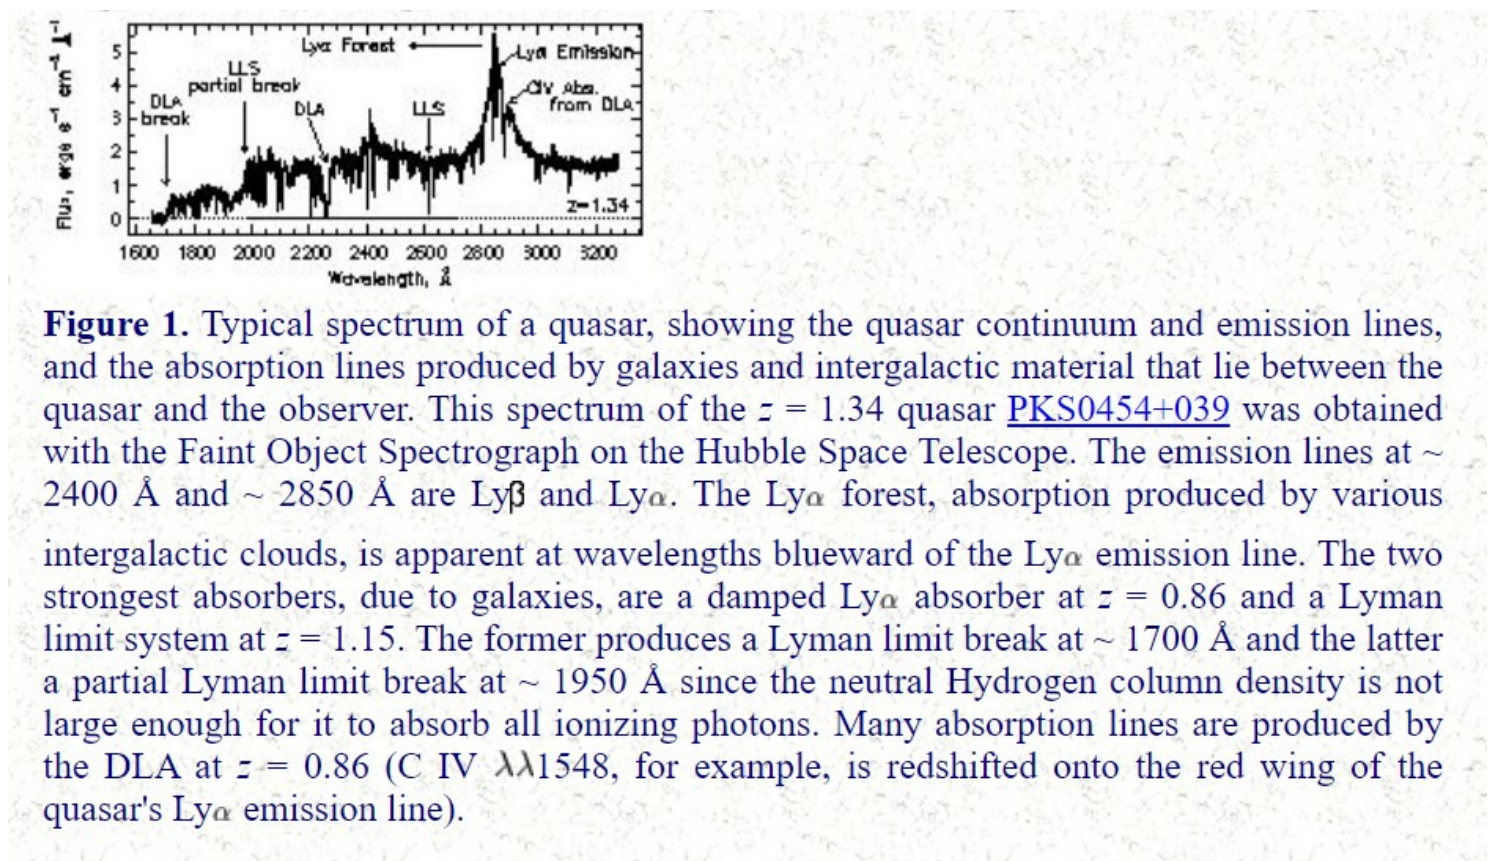 Lyα Forest
Lyα Emission
CIV Abs.
from DLA
LLS
partial break
DLA
break
DLA
LLS
z=1.34
5
4
3
2
1
0
1600 1800 2000 2200 2400 2600 2800 3000 3200
Wavelength, Å
Figure 1. Typical spectrum of a quasar, showing the quasar continuum and emission lines,
and the absorption lines produced by galaxies and intergalactic material that lie between the
quasar and the observer. This spectrum of the z = 1.34 quasar PKS0454+039 was obtained
with the Faint Object Spectrograph on the Hubble Space Telescope. The emission lines at ~
2400 Å and ~ 2850 Å are Lyβ and Lyα. The Lyα forest, absorption produced by various
intergalactic clouds, is apparent at wavelengths blueward of the Lyα emission line. The two
strongest absorbers, due to galaxies, are a damped Lyα absorber at z = 0.86 and a Lyman
limit system at z = 1.15. The former produces a Lyman limit break at ~ 1700 Å and the latter
a partial Lyman limit break at ~ 1950 Å since the neutral Hydrogen column density is not
large enough for it to absorb all ionizing photons. Many absorption lines are produced by
the DLA at z = 0.86 (C IV λλ1548, for example, is redshifted onto the red wing of the
quasar's Lyα emission line).